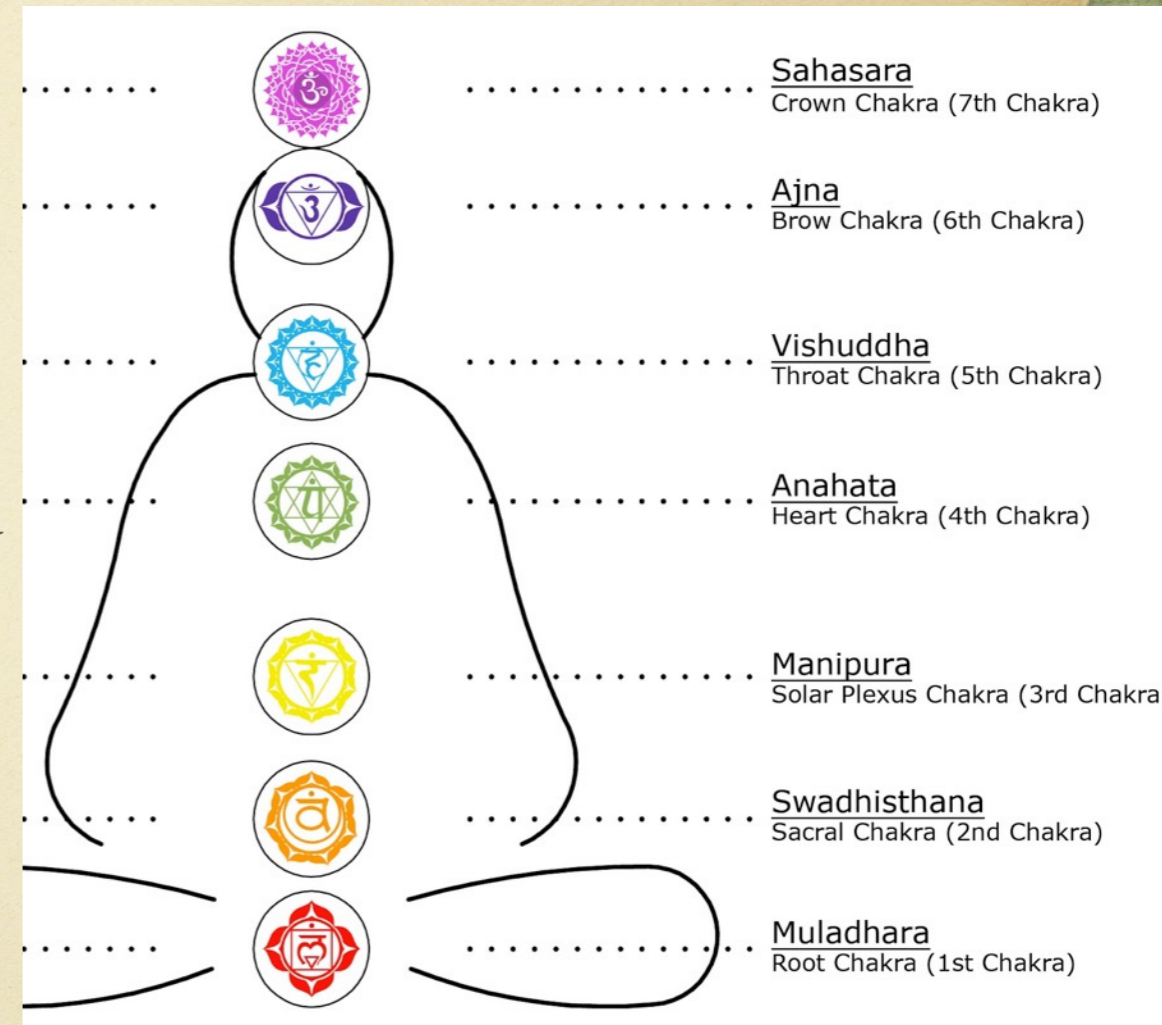 ॐ
Sahasara
Crown Chakra (7th Chakra)
ॐ
Ajna
Brow Chakra (6th Chakra)
हं
Vishuddha
Throat Chakra (5th Chakra)
यं
Anahata
Heart Chakra (4th Chakra)
रं
Manipura
Solar Plexus Chakra (3rd Chakra
वं
Swadhisthana
Sacral Chakra (2nd Chakra)
लं
Muladhara
Root Chakra (1st Chakra)